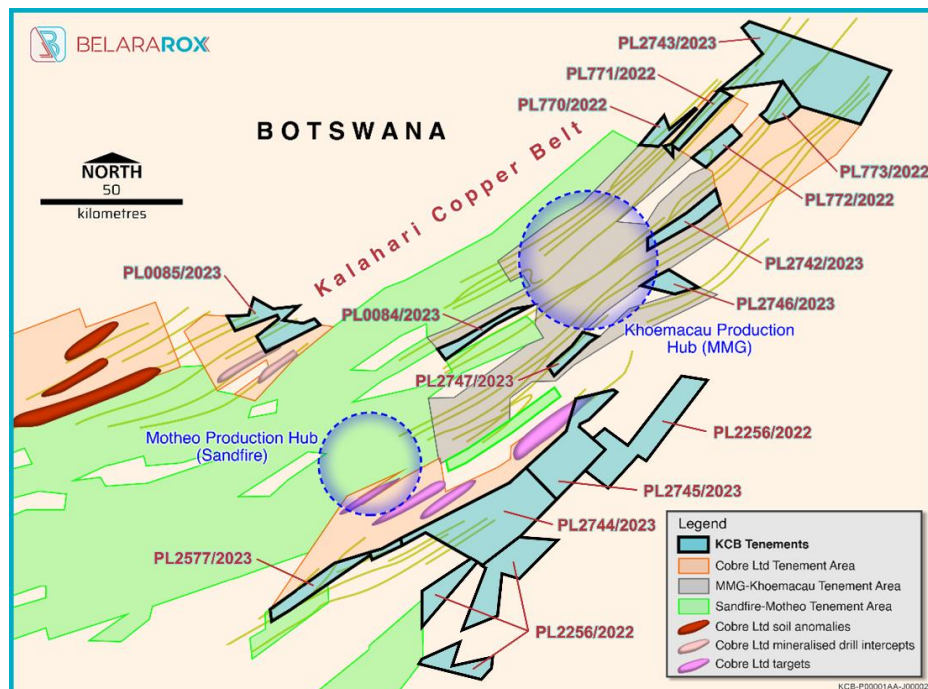 BELARAROX
BOTSWANA
NORTH
50
kilometres
Kalahari Copper Belt
PL2743/2023
PL771/2022
PL770/2022
PL773/2022
PL772/2022
PL2742/2023
PL0085/2023
PL2746/2023
PL0084/2023
Khoemacau Production
Hub (MMG)
PL2747/2023
Motheo Production Hub
(Sandfire)
PL2256/2022
PL2745/2023
PL2744/2023
PL2577/2023
PL2256/2022
Legend
KCB Tenements
Cobre Ltd Tenement Area
MMG-Khoemacau Tenement Area
Sandfire-Motheo Tenement Area
Cobre Ltd soil anomalies
Cobre Ltd mineralised drill intercepts
Cobre Ltd targets
KCB-P00001AA-J00002